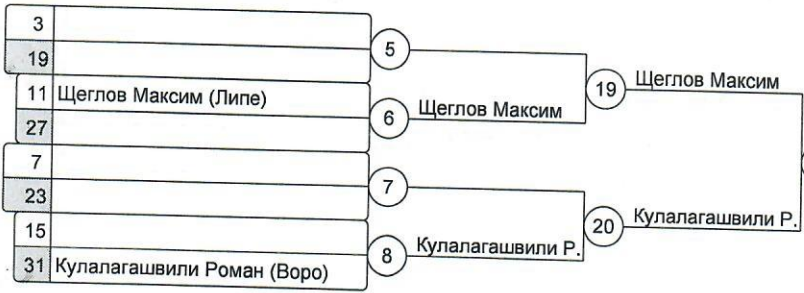 3
5
19
19 Щеглов Максим
11 Щеглов Максим (Липе)
6 Щеглов Максим
27
7
7
23
20 Кулалагашвили Р.
15
8 Кулалагашвили Р.
31 Кулалагашвили Роман (Воро)